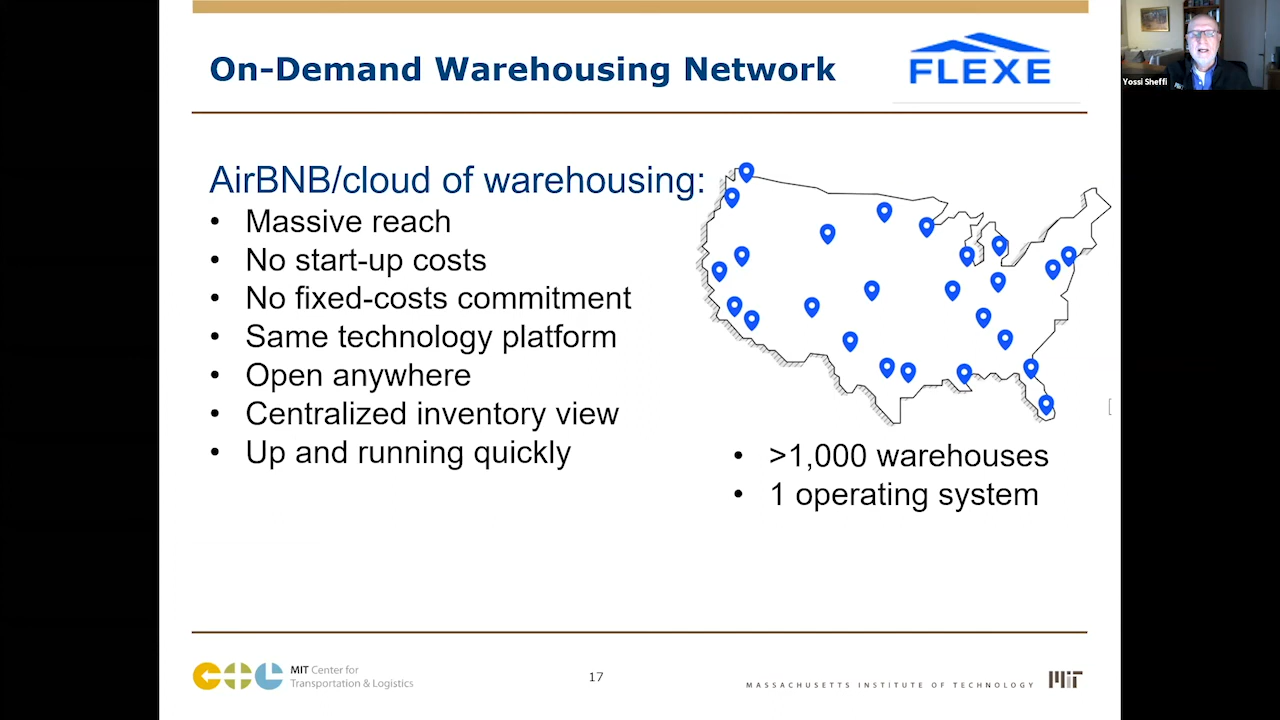 On-Demand Warehousing Network
FLEXE
Yossi Sheffi
AirBNB/cloud of warehousing:
• Massive reach
• No start-up costs
• No fixed-costs commitment
• Same technology platform
• Open anywhere
• Centralized inventory view
• Up and running quickly
• >1,000 warehouses
• 1 operating system
MIT Center for
Transportation & Logistics
17
MASSACHUSETTS INSTITUTE OF TECHNOLOGY
MIT